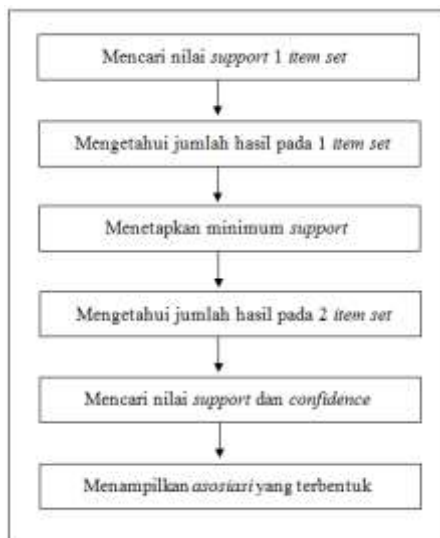 Mencari nilai support 1 item set
Mengetahui jumlah hasil pada 1 item set
Menetapkan minimum support
Mengetahui jumlah hasil pada 2 item set
Mencari nilai support dan confidence
Menampilkan asosiasi yang terbentuk